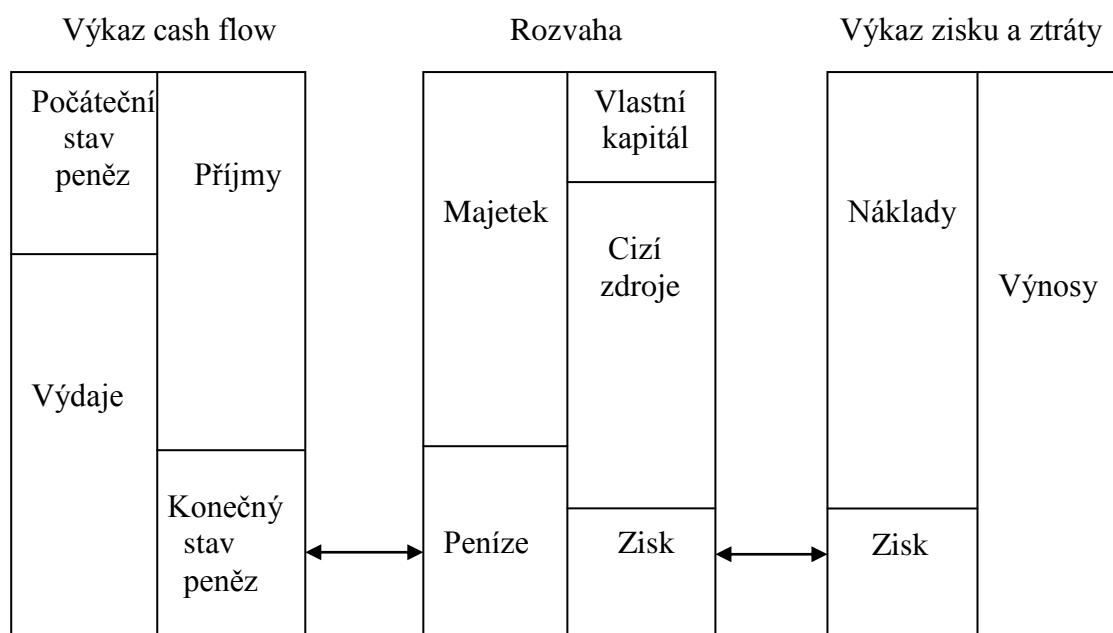 Výkaz cash flow
Rozvaha
Výkaz zisku a ztráty
Počáteční
stav
peněz
Příjmy
Výdaje
Konečný
stav
peněz
Majetek
Peníze
Vlastní
kapitál
Cizí
zdroje
Zisk
Náklady
Zisk
Výnosy